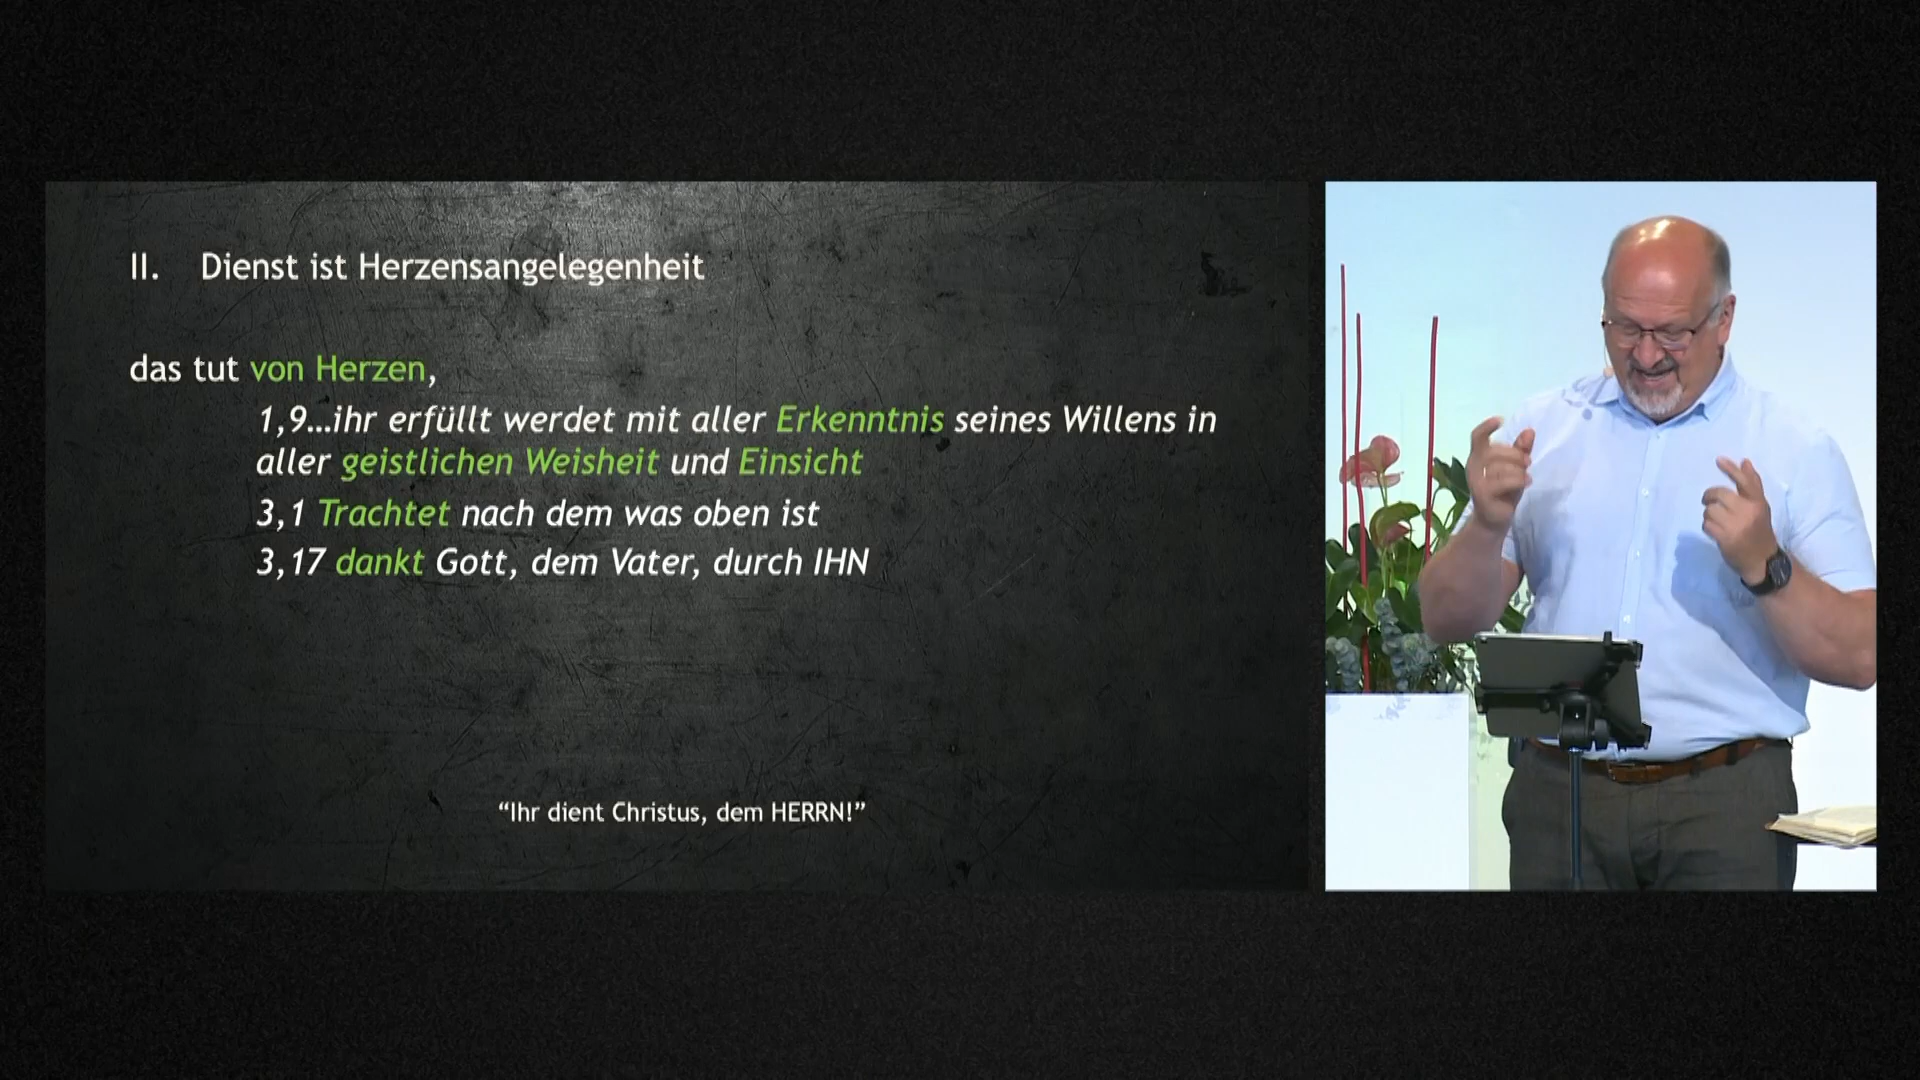 II. Dienst ist Herzensangelegenheit
das tut von Herzen,
1,9…ihr erfüllt werdet mit aller Erkenntnis seines Willens in
aller geistlichen Weisheit und Einsicht
3,1 Trachtet nach dem was oben ist
3,17 dankt Gott, dem Vater, durch IHN
“Ihr dient Christus, dem HERRN!”